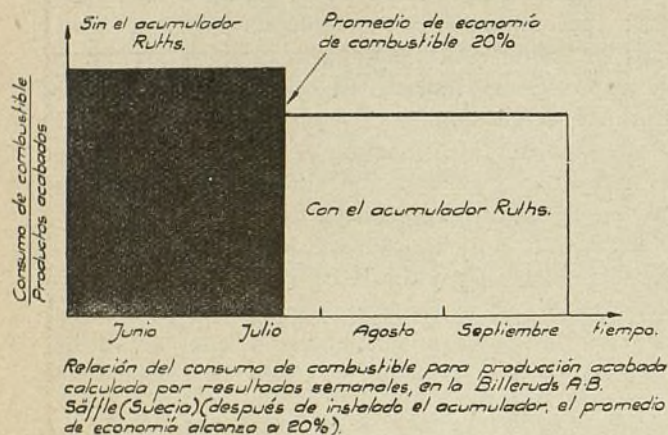 Sin el acumulador
Ruths.
Promedio de economía
de combustible 20%
Consumo de combustible
Productos acabados
Con el acumulador Ruths.
Junio Julio Agosto Septiembre tiempo.
Relación del consumo de combustible para producción acabada
calculada por resultados semanales, en la Billeruds A·B.
Säffle (Suecia) (después de instalado el acumulador, el promedio
de economía alcanzo a 20%).